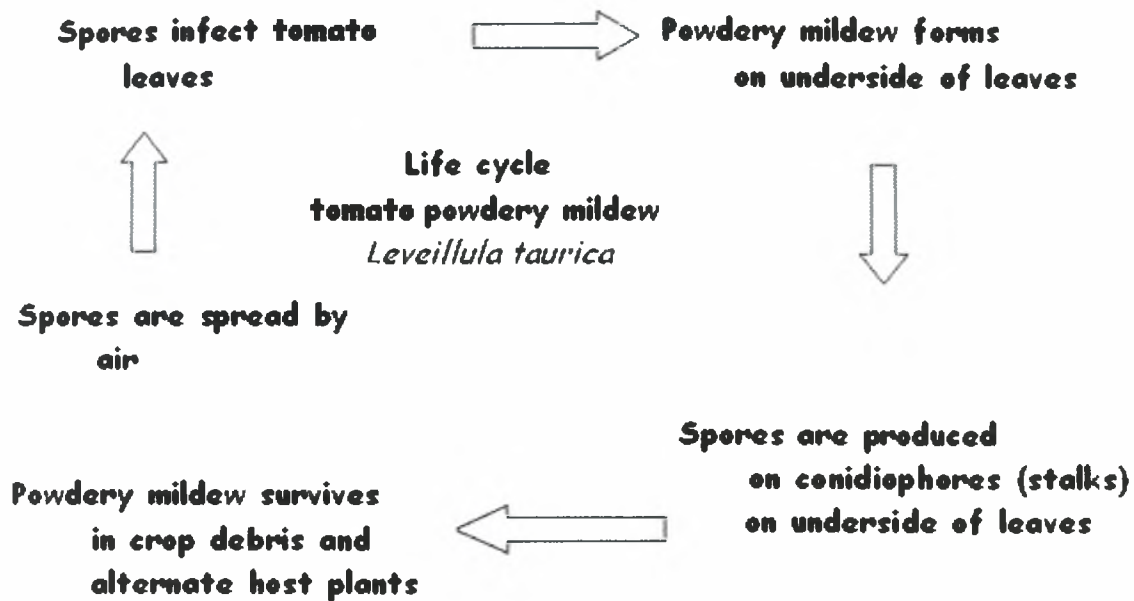 Spores infect tomato
leaves
Powdery mildew forms
on underside of leaves
Life cycle
tomato powdery mildew
Leveillula taurica
Spores are spread by
air
Spores are produced
on conidiophores (stalks)
on underside of leaves
Powdery mildew survives
in crop debris and
alternate host plants